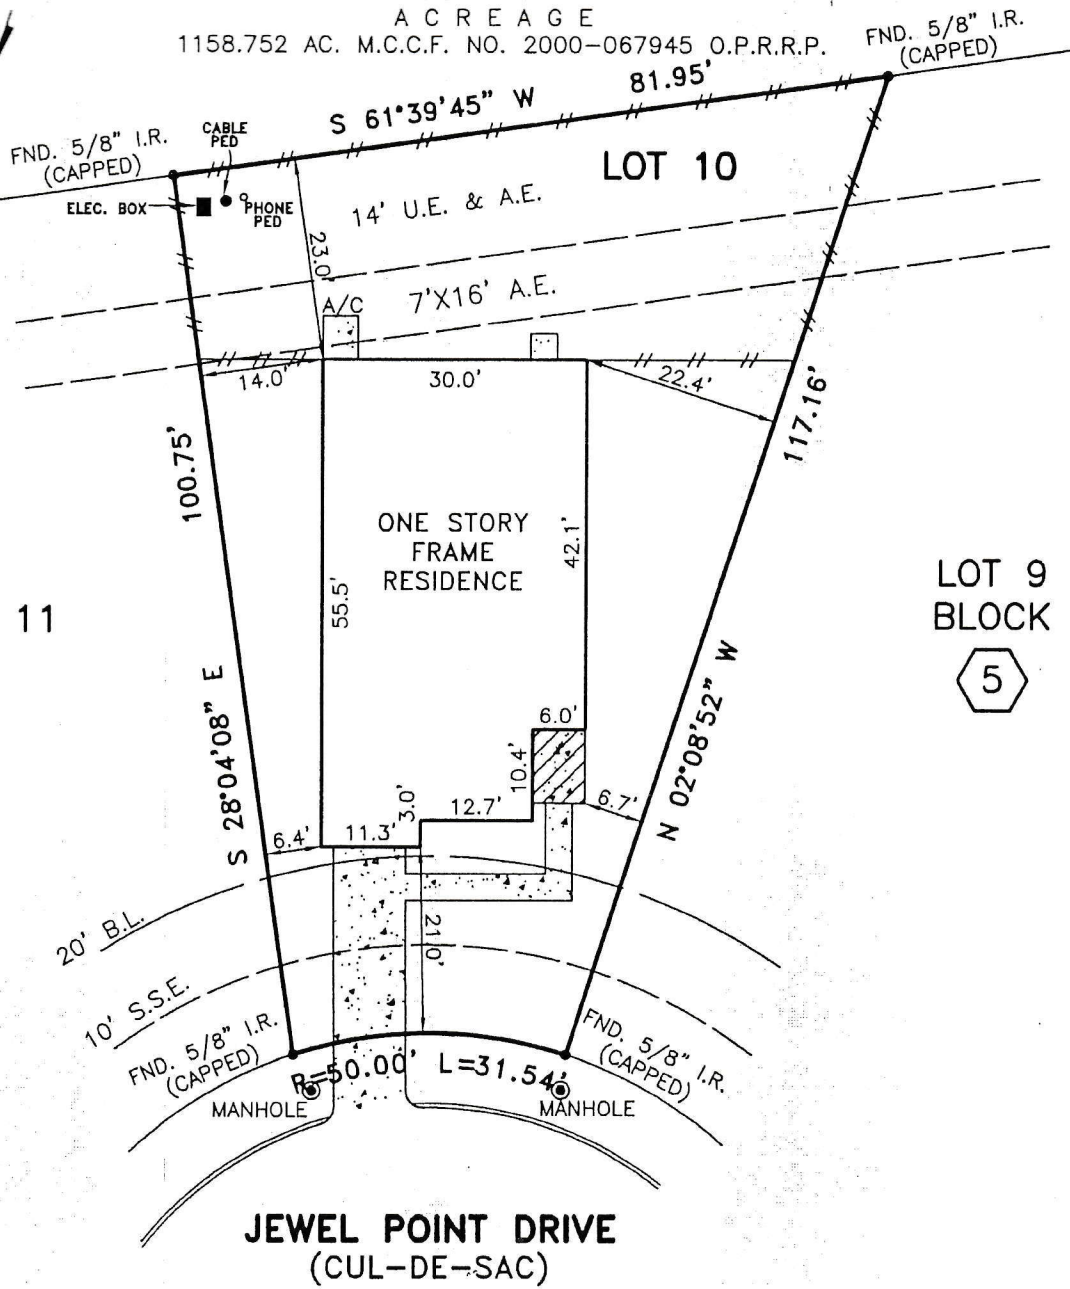 ACREAGE
1158.752 AC. M.C.C.F. NO. 2000-067945 O.P.R.R.P.
FND. 5/8" I.R.
(CAPPED)
S 61°39'45" W
81.95'
FND. 5/8" I.R.
(CAPPED)
CABLE
PED
ELEC. BOX
PHONE
PED
LOT 10
14' U.E. & A.E.
23.0'
7'X16' A.E.
A/C
14.0'
30.0'
22.4'
100.75'
117.16'
ONE STORY
FRAME
RESIDENCE
42.1'
55.5'
11
LOT 9
BLOCK
5
S 28°04'08" E
N 02°08'52" W
6.0'
10.4'
6.7'
3.0'
12.7'
6.4'
11.3'
21.0'
20' B.L.
10' S.S.E.
FND. 5/8" I.R.
(CAPPED)
FND. 5/8" I.R.
(CAPPED)
R=50.00'
L=31.54'
MANHOLE
MANHOLE
JEWEL POINT DRIVE
(CUL-DE-SAC)